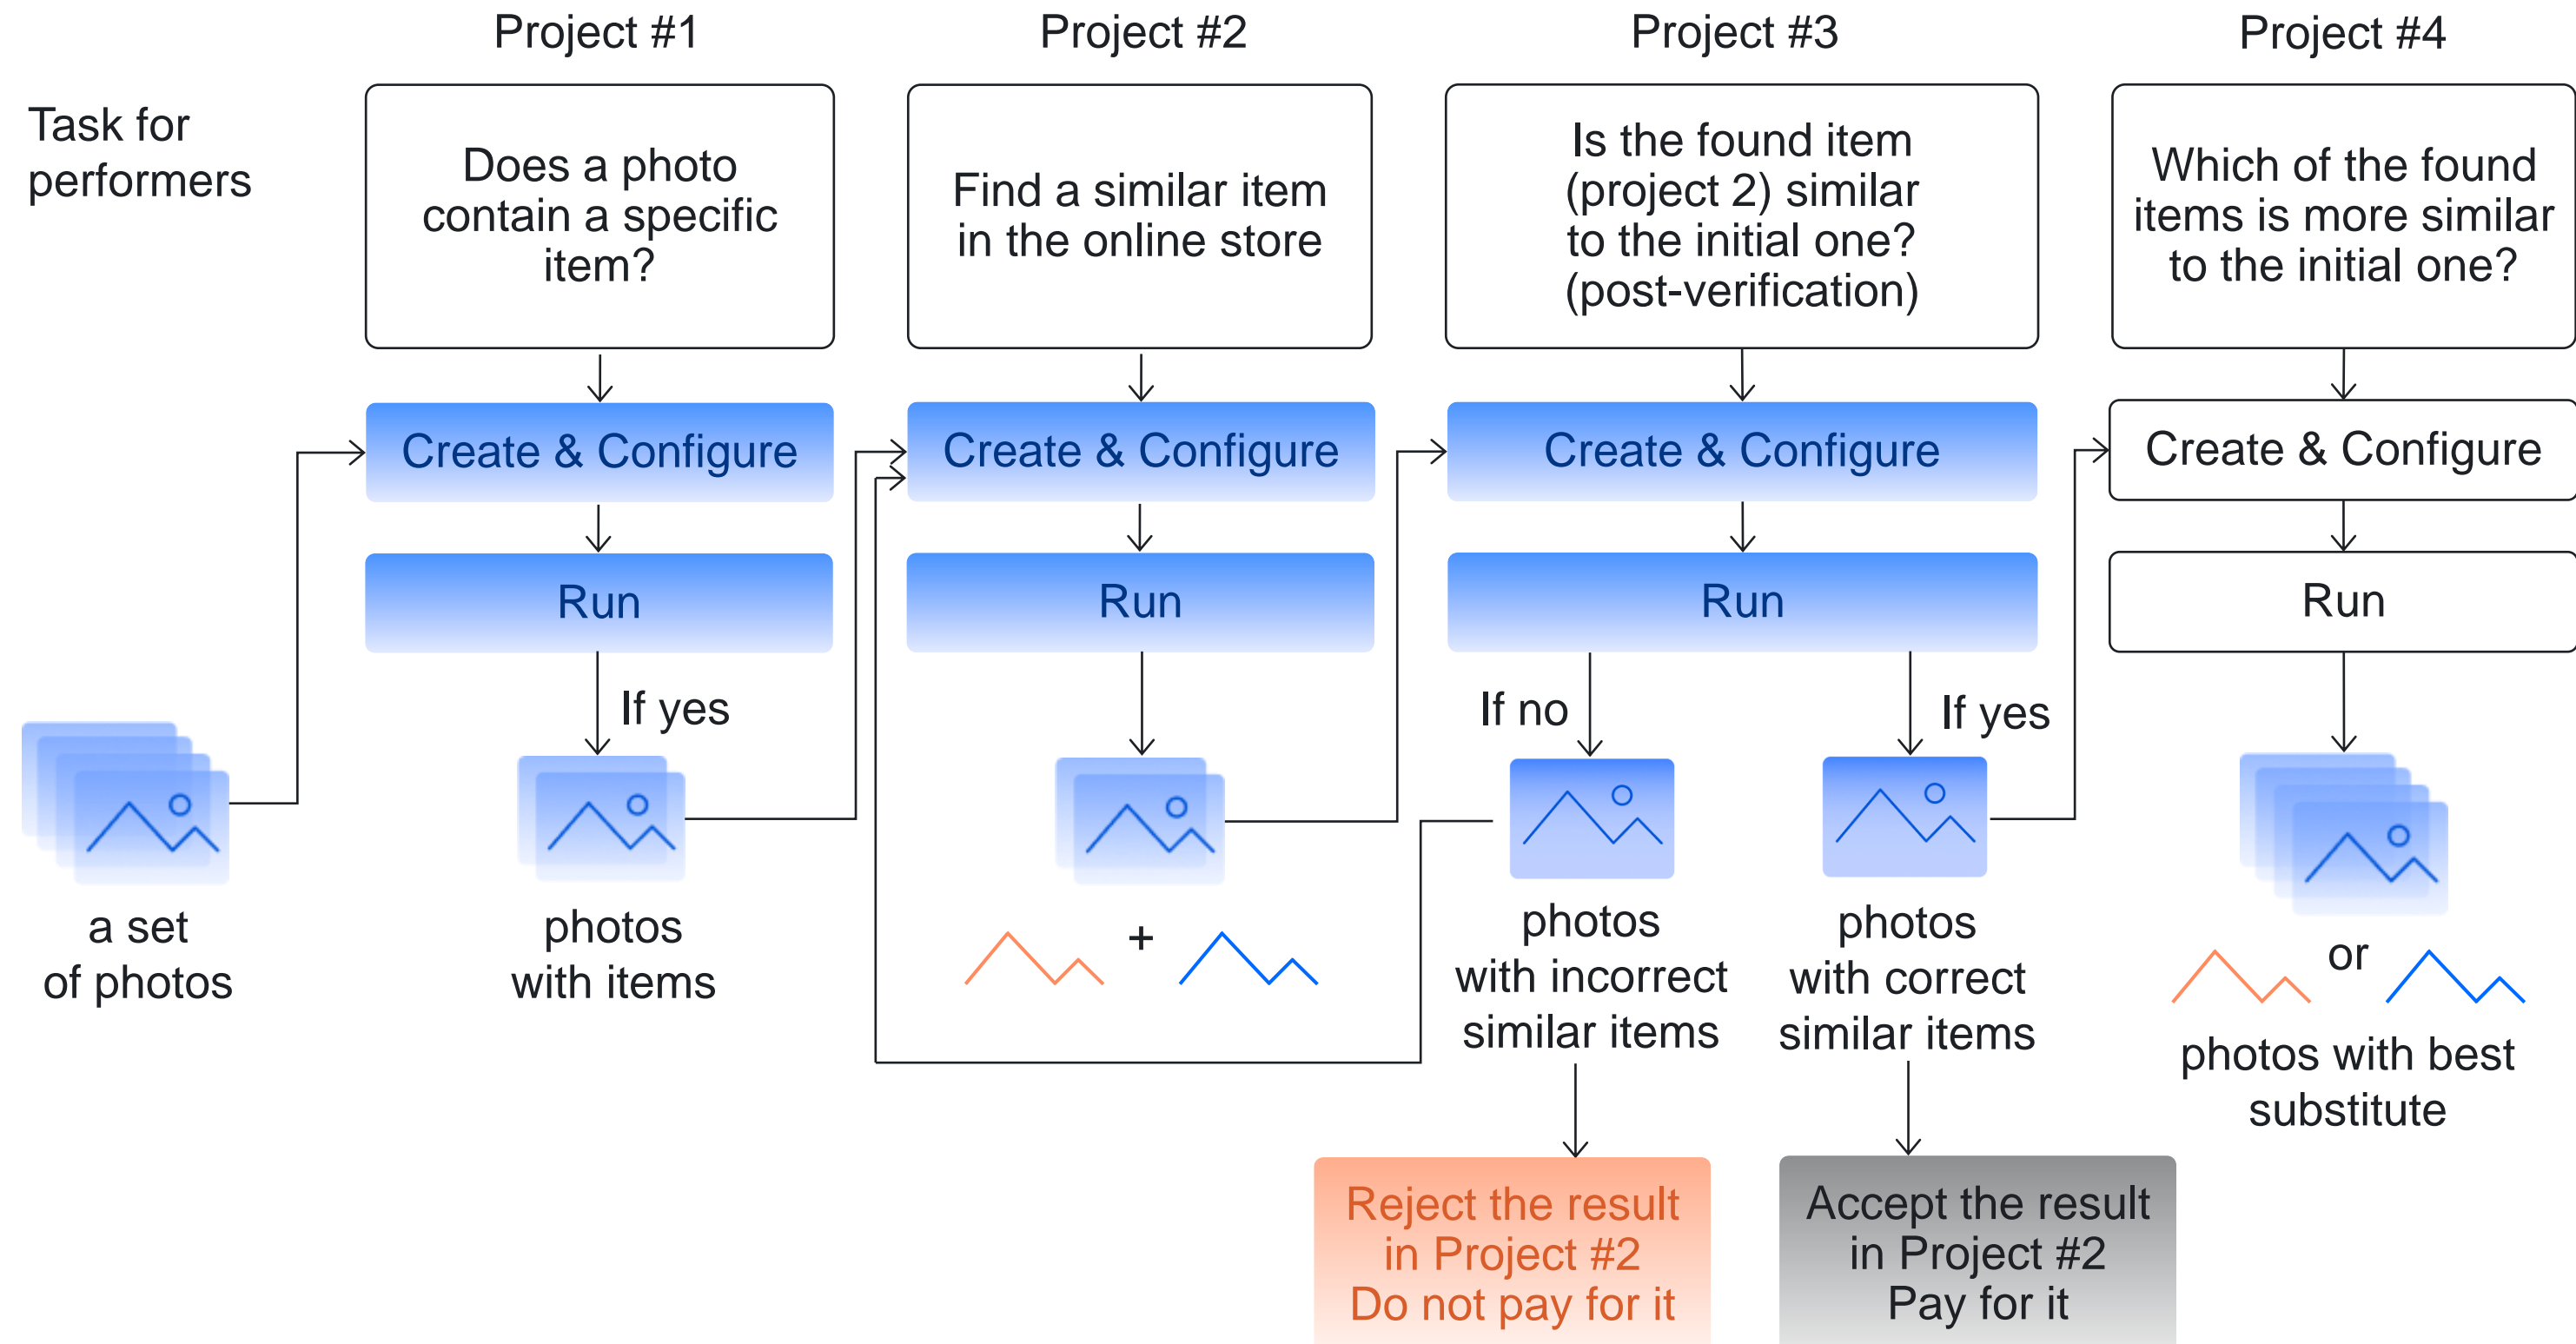 Project #1
Project #2
Project #3
Project #4
Task for
performers
Does a photo
contain a specific
item?
Find a similar item
in the online store
Is the found item
(project 2) similar
to the initial one?
(post-verification)
Which of the found
items is more similar
to the initial one?
Create & Configure
Create & Configure
Create & Configure
Create & Configure
Run
Run
Run
Run
If yes
If no
If yes
a set
of photos
photos
with items
+
photos
with incorrect
similar items
photos
with correct
similar items
or
photos with best
substitute
Reject the result
in Project #2
Do not pay for it
Accept the result
in Project #2
Pay for it